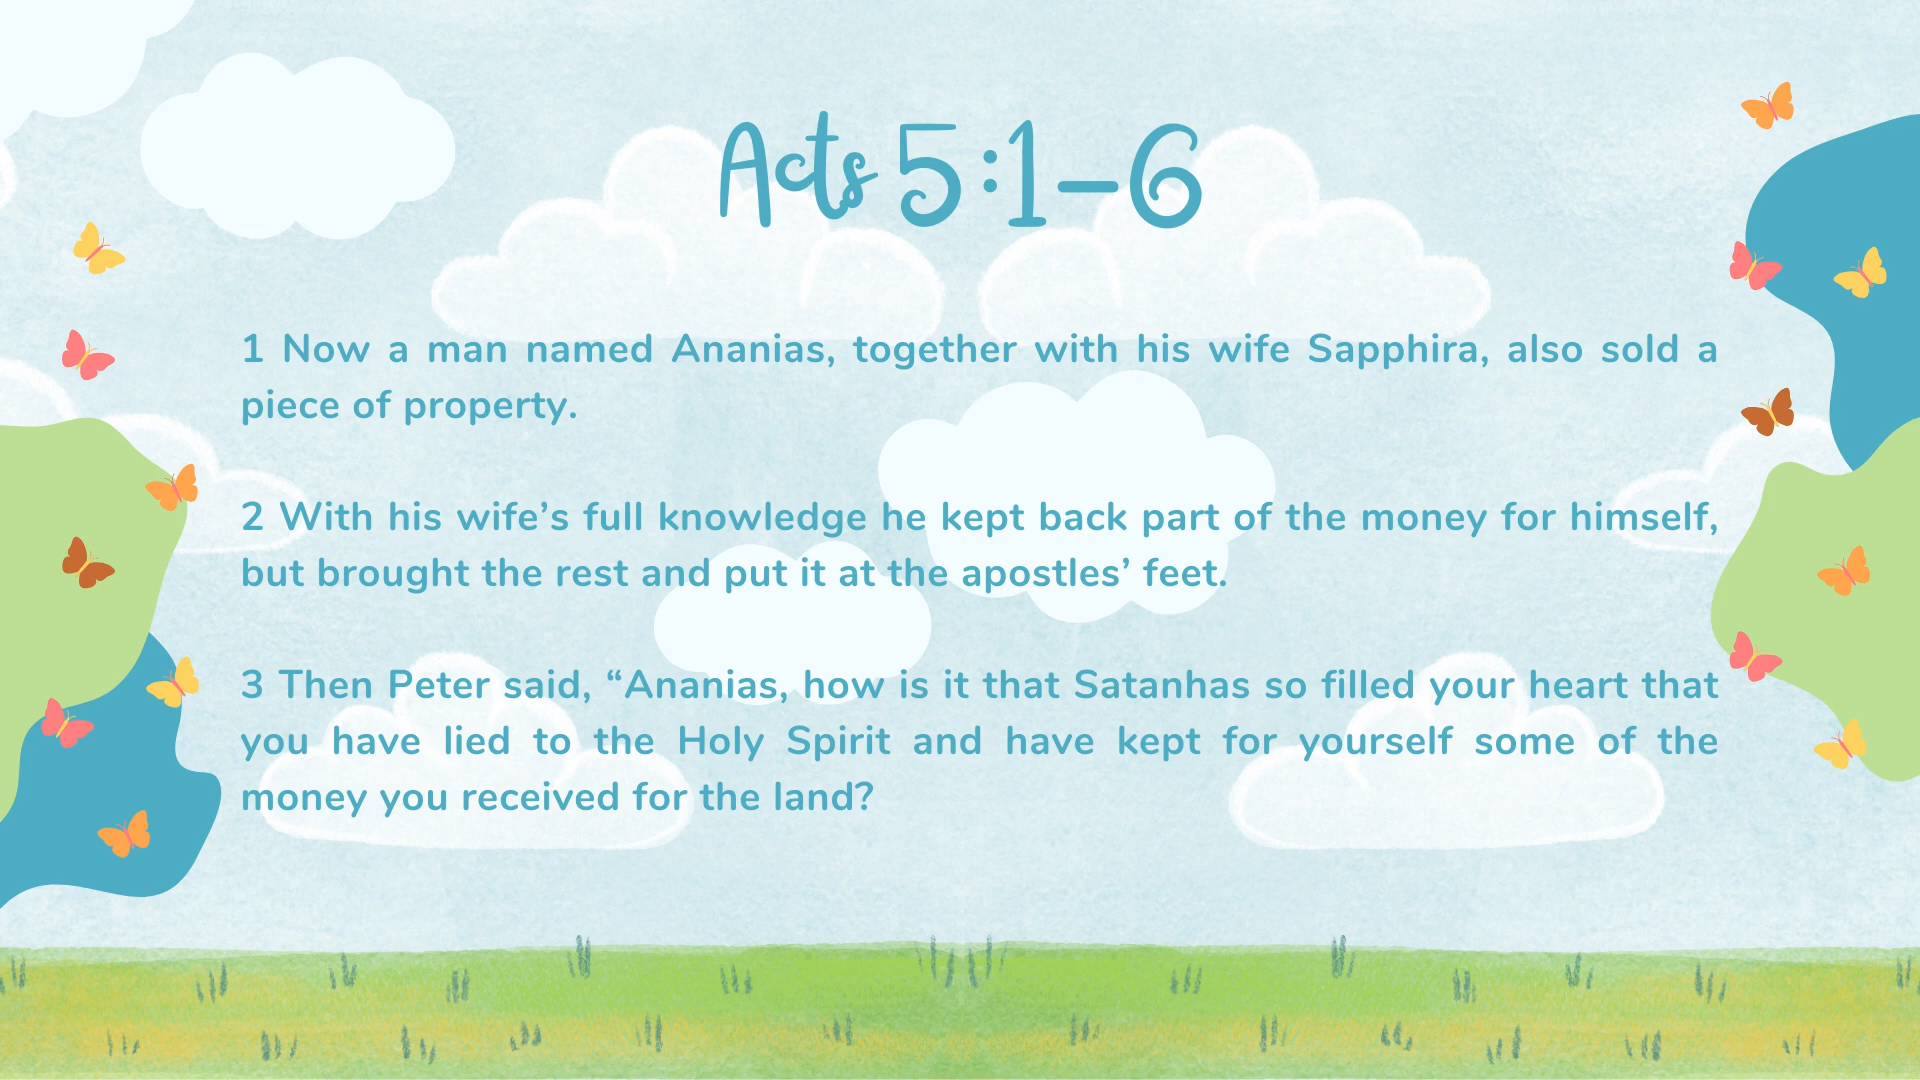 Acts 5:1–6
1 Now a man named Ananias, together with his wife Sapphira, also sold a
piece of property.
2 With his wife’s full knowledge he kept back part of the money for himself,
but brought the rest and put it at the apostles’ feet.
3 Then Peter said, “Ananias, how is it that Satanhas so filled your heart that
you have lied to the Holy Spirit and have kept for yourself some of the
money you received for the land?